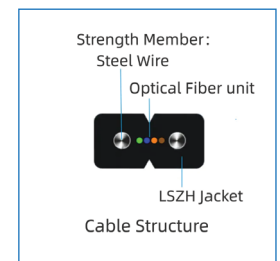 Strength Member:
Steel Wire
Optical Fiber unit
LSZH Jacket
Cable Structure